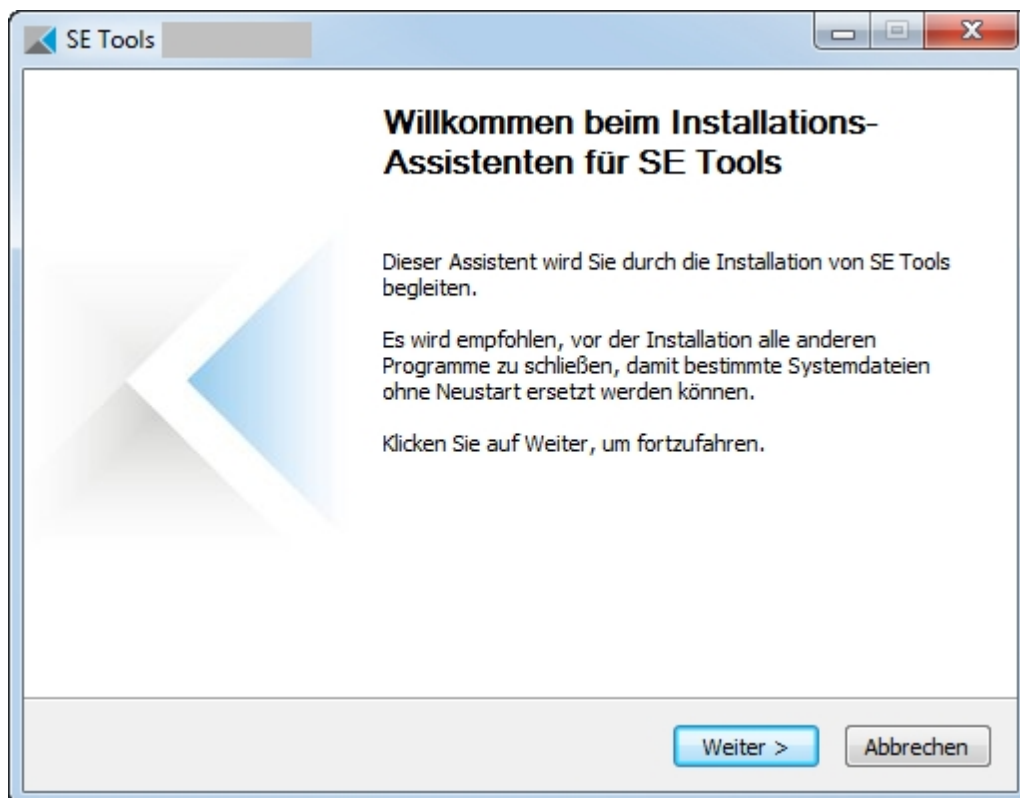 SE Tools
Willkommen beim Installations-
Assistenten für SE Tools
Dieser Assistent wird Sie durch die Installation von SE Tools
begleiten.
Es wird empfohlen, vor der Installation alle anderen
Programme zu schließen, damit bestimmte Systemdateien
ohne Neustart ersetzt werden können.
Klicken Sie auf Weiter, um fortzufahren.
Weiter >
Abbrechen